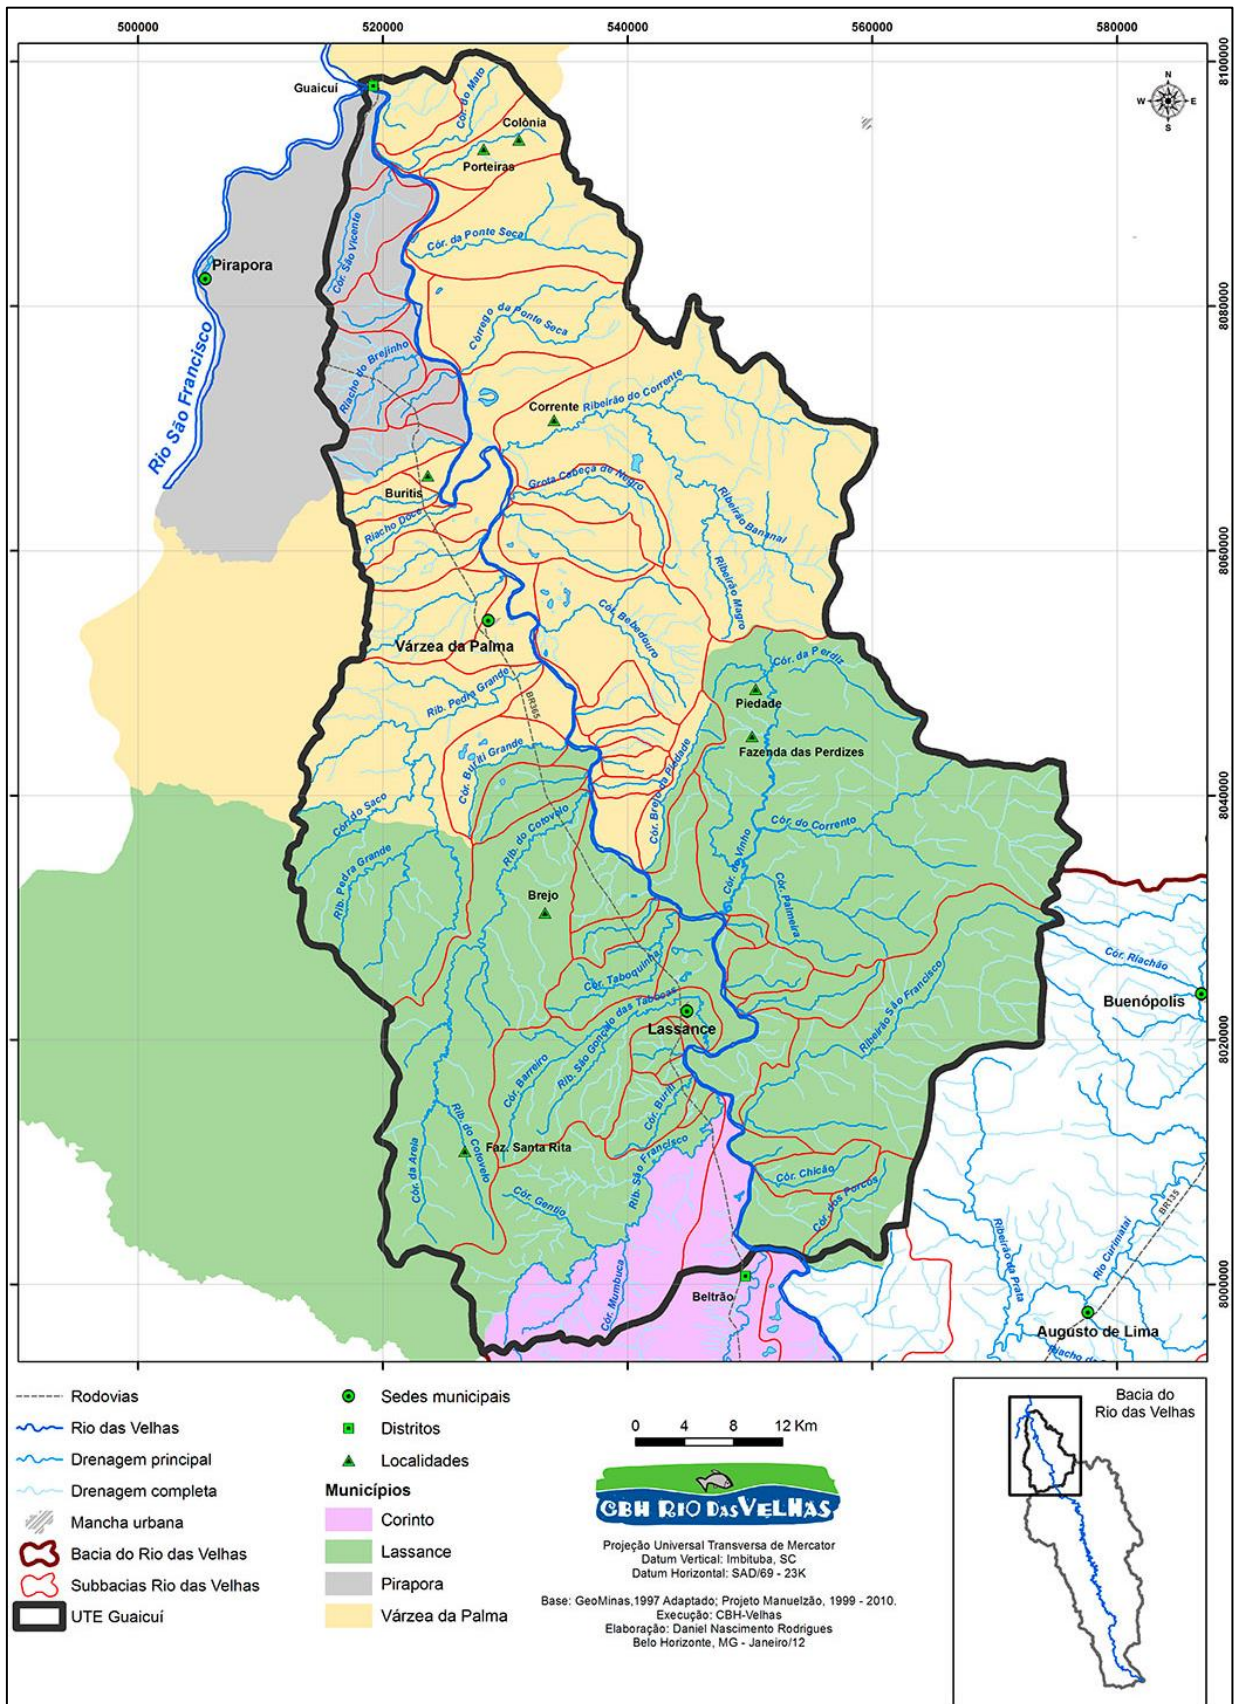 500000
520000
540000
560000
580000
8100000
N
W
E
S
Guaicuí
Cór. do Mato
Colônia
Porteiras
Cór. São Vicente
Cór. da Ponte Seca
Pirapora
8080000
Rio São Francisco
Córrego da Ponte Seca
Riacho do Brejinho
Corrente
Ribeirão do Corrente
Buritis
Grota Cabeça de Negro
Ribeirão Bananal
Riacho Doce
8060000
Ribeirão Magro
Cór. Bebedouro
Várzea da Palma
Cór. da Perdiz
Rib. Pedra Grande
BR365
Piedade
Fazenda das Perdizes
Cór. Buriti Grande
Cór. Brejo da Piedade
8040000
Cór. do Saco
Rib. do Cotovelo
Cór. do Corrento
Rib. Pedra Grande
Cór. do Vinho
Brejo
Cór. Palmeira
Cór. Taboquinha
Cór. Riachão
Ribeirão São Francisco
Buenópolis
Rib. São Gonçalo das Tabocas
Lassance
8020000
Cór. Barreiro
Cór. Buriti
Rib. do Cotovelo
Cór. da Areia
Faz. Santa Rita
Rib. São Francisco
Cór. Chicão
Cór. dos Porcos
Cór. Gentio
BR135
Ribeirão da Prata
Rio Curimataí
Cór. Mumbuca
Beltrão
8000000
Augusto de Lima
Riacho do
Rodovias
Rio das Velhas
Drenagem principal
Drenagem completa
Mancha urbana
Bacia do Rio das Velhas
Subbacias Rio das Velhas
UTE Guaicuí
Sedes municipais
Distritos
Localidades
Municípios
Corinto
Lassance
Pirapora
Várzea da Palma
0 4 8 12 Km
CBH RIO DAS VELHAS
Projeção Universal Transversa de Mercator
Datum Vertical: Imbituba, SC
Datum Horizontal: SAD/69 - 23K
Base: GeoMinas,1997 Adaptado; Projeto Manuelzão, 1999 - 2010.
Execução: CBH-Velhas
Elaboração: Daniel Nascimento Rodrigues
Belo Horizonte, MG - Janeiro/12
Bacia do
Rio das Velhas